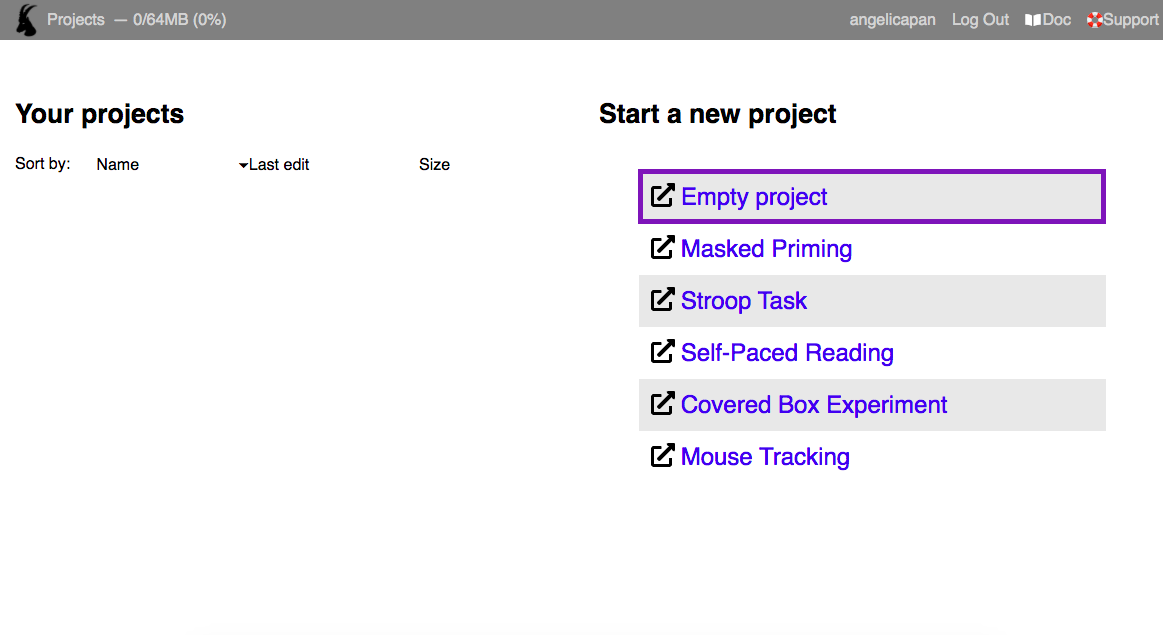 Projects — 0/64MB (0%) angelicapan Log Out Doc Support
Your projects
Sort by: Name Last edit Size
Start a new project
Empty project
Masked Priming
Stroop Task
Self-Paced Reading
Covered Box Experiment
Mouse Tracking